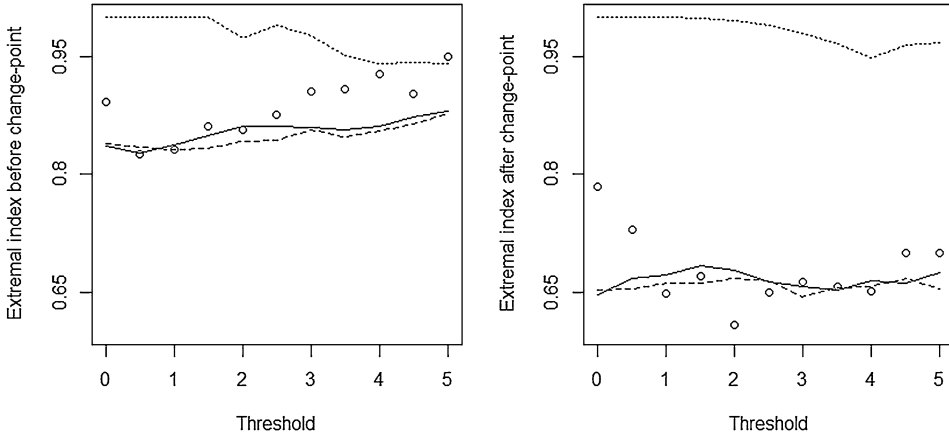 Extremal index before change-point
0.95
0.8
0.65
0 1 2 3 4 5
Threshold
Extremal index after change-point
0.95
0.8
0.65
0 1 2 3 4 5
Threshold